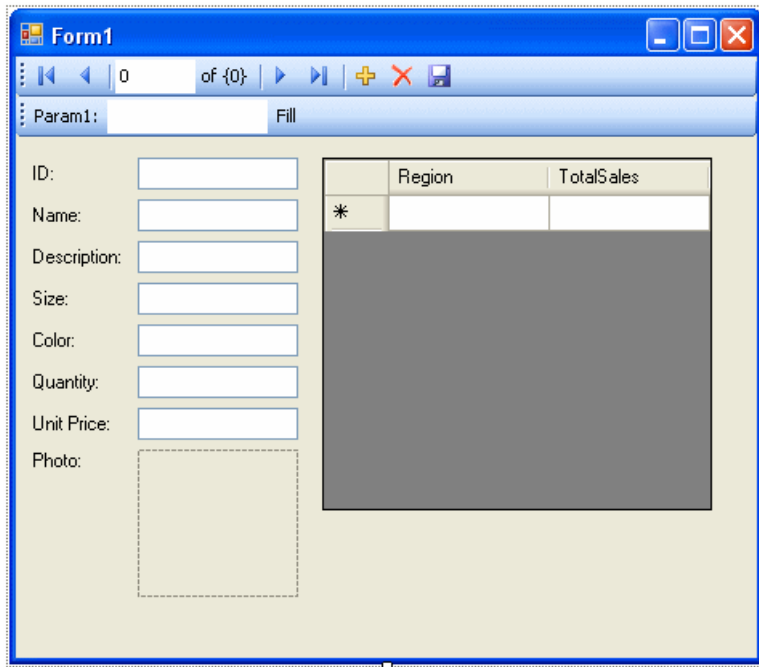 Form1
0 of {0}
Param1: Fill
ID:
Name:
Description:
Size:
Color:
Quantity:
Unit Price:
Photo:
Region TotalSales